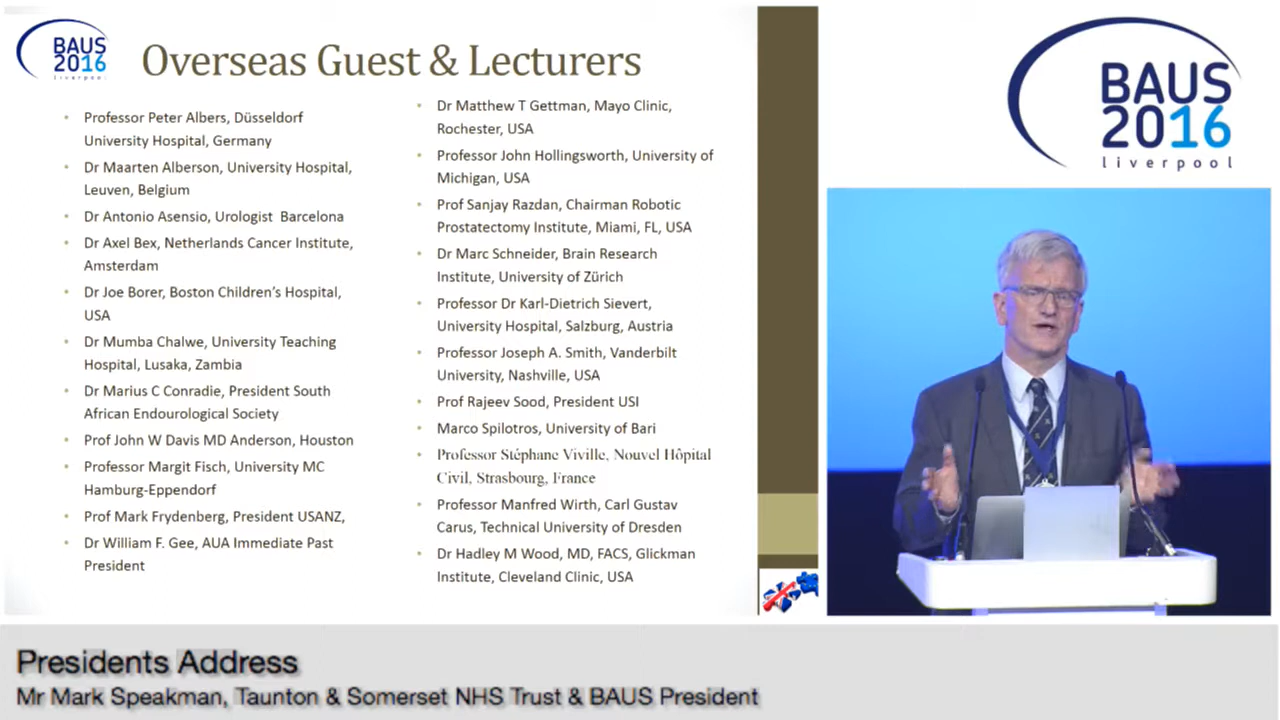 BAUS
2016
liverpool
Overseas Guest & Lecturers
• Professor Peter Albers, Düsseldorf
University Hospital, Germany
• Dr Maarten Alberson, University Hospital,
Leuven, Belgium
• Dr Antonio Asensio, Urologist Barcelona
• Dr Axel Bex, Netherlands Cancer Institute,
Amsterdam
• Dr Joe Borer, Boston Children's Hospital,
USA
• Dr Mumba Chalwe, University Teaching
Hospital, Lusaka, Zambia
• Dr Marius C Conradie, President South
African Endourological Society
• Prof John W Davis MD Anderson, Houston
• Professor Margit Fisch, University MC
Hamburg-Eppendorf
• Prof Mark Frydenberg, President USANZ,
• Dr William F. Gee, AUA Immediate Past
President
• Dr Matthew T Gettman, Mayo Clinic,
Rochester, USA
• Professor John Hollingsworth, University of
Michigan, USA
• Prof Sanjay Razdan, Chairman Robotic
Prostatectomy Institute, Miami, FL, USA
• Dr Marc Schneider, Brain Research
Institute, University of Zürich
• Professor Dr Karl-Dietrich Sievert,
University Hospital, Salzburg, Austria
• Professor Joseph A. Smith, Vanderbilt
University, Nashville, USA
• Prof Rajeev Sood, President USI
• Marco Spilotros, University of Bari
• Professor Stéphane Viville, Nouvel Hôpital
Civil, Strasbourg, France
• Professor Manfred Wirth, Carl Gustav
Carus, Technical University of Dresden
• Dr Hadley M Wood, MD, FACS, Glickman
Institute, Cleveland Clinic, USA
BAUS
2016
liverpool
Presidents Address
Mr Mark Speakman, Taunton & Somerset NHS Trust & BAUS President